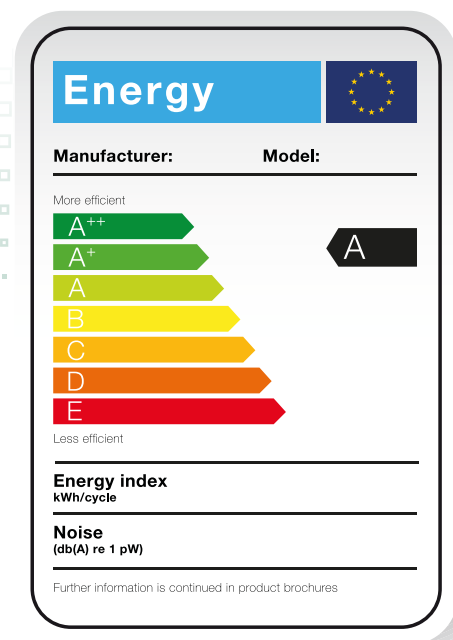 Energy
Manufacturer: Model:
More efficient
A++
A+
A
A
B
C
D
E
Less efficient
Energy index
kWh/cycle
Noise
(db(A) re 1 pW)
Further information is continued in product brochures